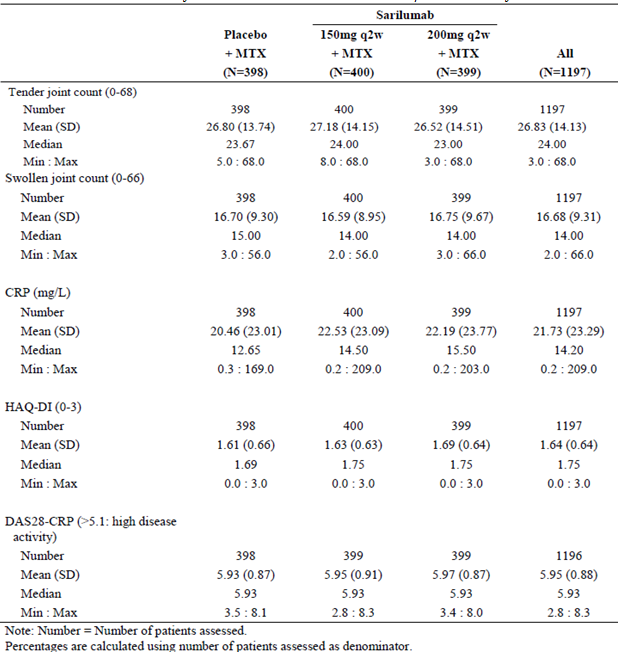 Sarilumab
Placebo 150mg q2w 200mg q2w
+ MTX + MTX + MTX All
(N=398) (N=400) (N=399) (N=1197)
Tender joint count (0-68)
Number 398 400 399 1197
Mean (SD) 26.80 (13.74) 27.18 (14.15) 26.52 (14.51) 26.83 (14.13)
Median 23.67 24.00 23.00 24.00
Min : Max 5.0 : 68.0 8.0 : 68.0 3.0 : 68.0 3.0 : 68.0
Swollen joint count (0-66)
Number 398 400 399 1197
Mean (SD) 16.70 (9.30) 16.59 (8.95) 16.75 (9.67) 16.68 (9.31)
Median 15.00 14.00 14.00 14.00
Min : Max 3.0 : 56.0 2.0 : 56.0 3.0 : 66.0 2.0 : 66.0
CRP (mg/L)
Number 398 400 399 1197
Mean (SD) 20.46 (23.01) 22.53 (23.09) 22.19 (23.77) 21.73 (23.29)
Median 12.65 14.50 15.50 14.20
Min : Max 0.3 : 169.0 0.2 : 209.0 0.2 : 203.0 0.2 : 209.0
HAQ-DI (0-3)
Number 398 400 399 1197
Mean (SD) 1.61 (0.66) 1.63 (0.63) 1.69 (0.64) 1.64 (0.64)
Median 1.69 1.75 1.75 1.75
Min : Max 0.0 : 3.0 0.0 : 3.0 0.0 : 3.0 0.0 : 3.0
DAS28-CRP (>5.1: high disease
activity)
Number 398 399 399 1196
Mean (SD) 5.93 (0.87) 5.95 (0.91) 5.97 (0.87) 5.95 (0.88)
Median 5.93 5.93 5.93 5.93
Min : Max 3.5 : 8.1 2.8 : 8.3 3.4 : 8.0 2.8 : 8.3
Note: Number = Number of patients assessed.
Percentages are calculated using number of patients assessed as denominator.